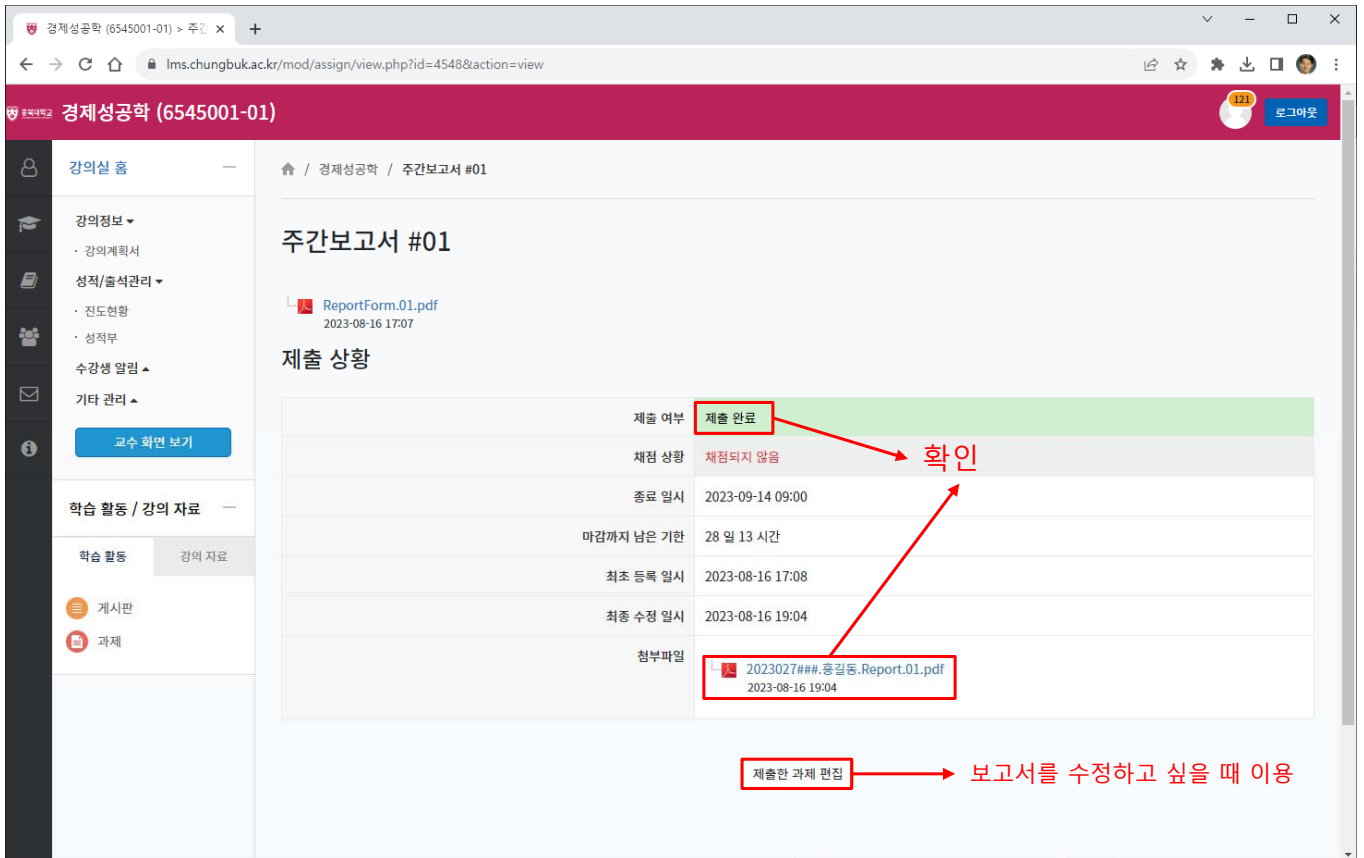 경제성공학 (6545001-01) > 주간
lms.chungbuk.ac.kr/mod/assign/view.php?id=4548&action=view
충북대학교 경제성공학 (6545001-01)
121
로그아웃
강의실 홈
경제성공학 / 주간보고서 #01
강의정보
· 강의계획서
성적/출석관리
· 진도현황
· 성적부
수강생 알림
기타 관리
교수 화면 보기
학습 활동 / 강의 자료
학습 활동
강의 자료
게시판
과제
주간보고서 #01
ReportForm.01.pdf
2023-08-16 17:07
제출 상황
제출 여부 제출 완료
채점 상황 채점되지 않음
확인
종료 일시 2023-09-14 09:00
마감까지 남은 기한 28 일 13 시간
최초 등록 일시 2023-08-16 17:08
최종 수정 일시 2023-08-16 19:04
첨부파일
2023027###.홍길동.Report.01.pdf
2023-08-16 19:04
제출한 과제 편집
보고서를 수정하고 싶을 때 이용